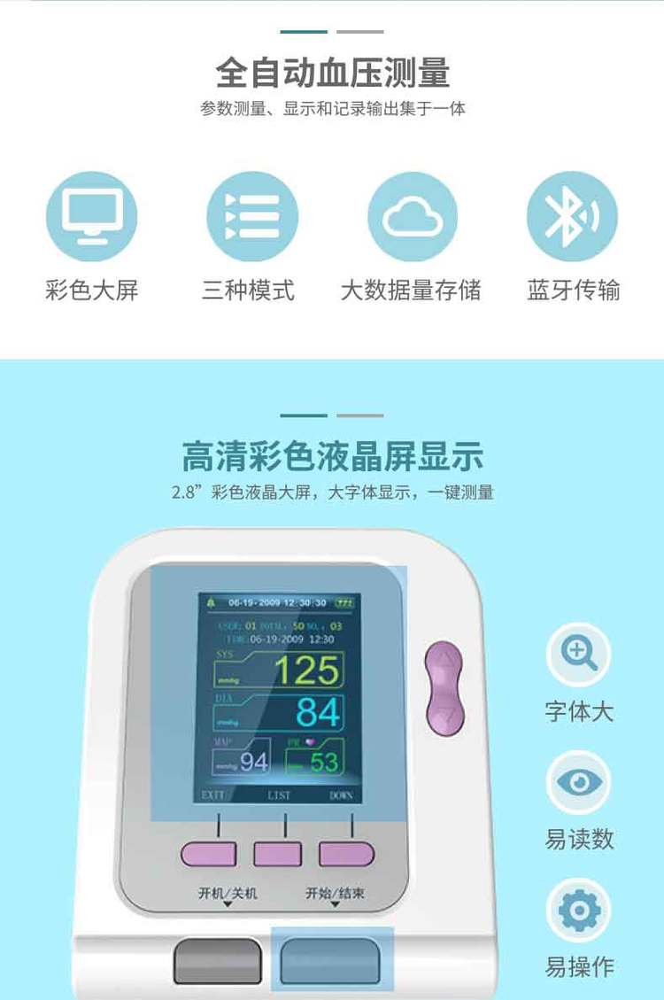 全自动血压测量
参数测量、显示和记录输出集于一体
彩色大屏
三种模式
大数据量存储
蓝牙传输
高清彩色液晶屏显示
2.8”彩色液晶大屏，大字体显示，一键测量
06-19-2009 12:30:30
USER: 01 TOTAL: 50 NO.: 03
TIME:06-19-2009 12:30
SYS
mmHg 125
DIA
mmHg 84
MAP
mmHg 94
PR
53
EXIT LIST DOWN
开机/关机 开始/结束
字体大
易读数
易操作